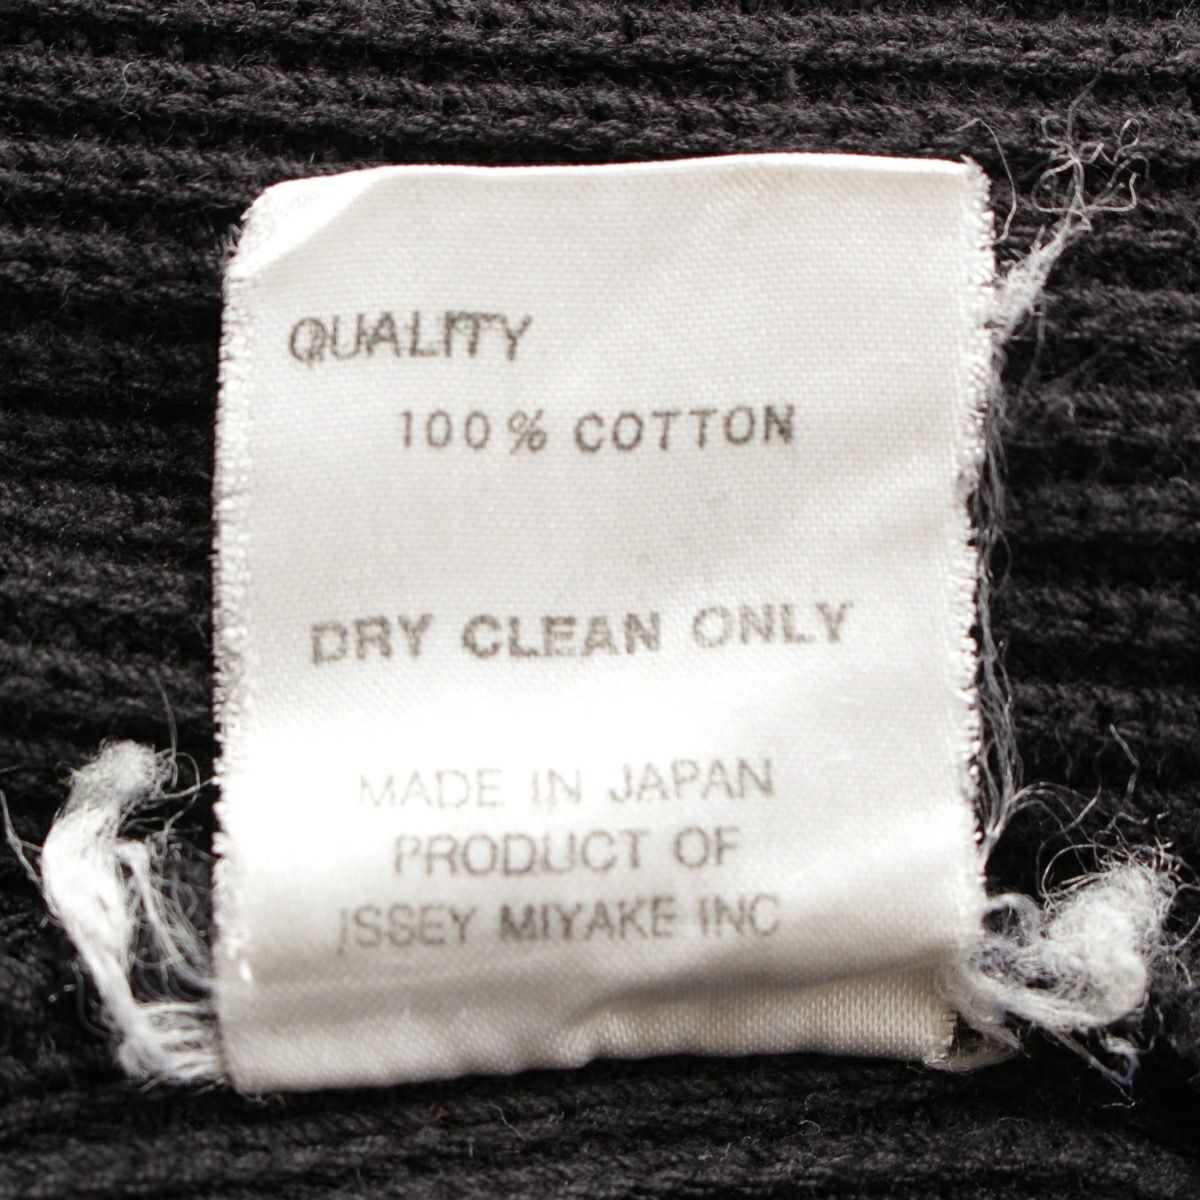 QUALITY
100% COTTON
DRY CLEAN ONLY
MADE IN JAPAN
PRODUCT OF
ISSEY MIYAKE INC